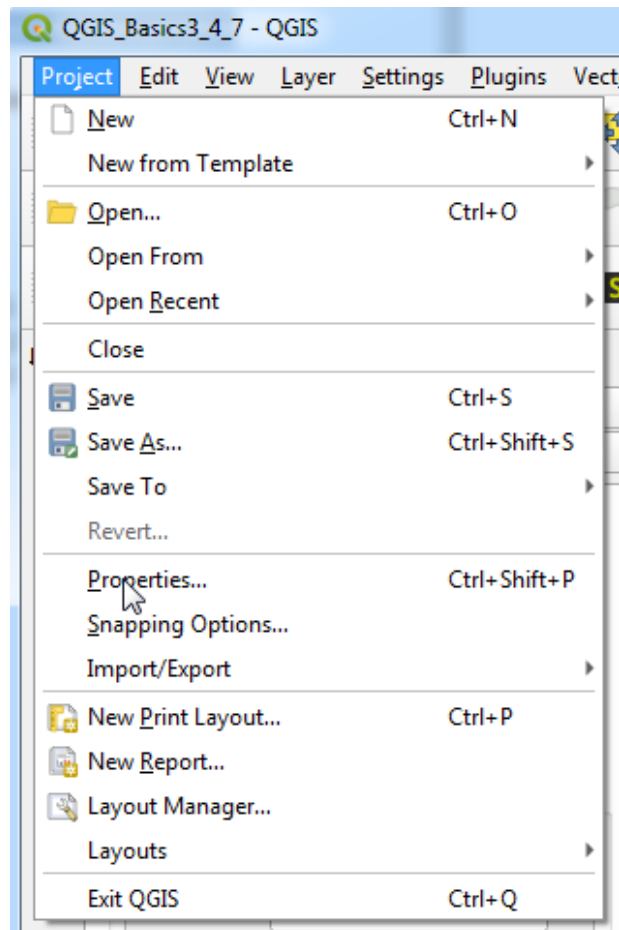 QGIS_Basics3_4_7 - QGIS
Project Edit View Layer Settings Plugins Vect
New Ctrl+N
New from Template
Open... Ctrl+O
Open From
Open Recent
Close
Save Ctrl+S
Save As... Ctrl+Shift+S
Save To
Revert...
Properties... Ctrl+Shift+P
Snapping Options...
Import/Export
New Print Layout... Ctrl+P
New Report...
Layout Manager...
Layouts
Exit QGIS Ctrl+Q